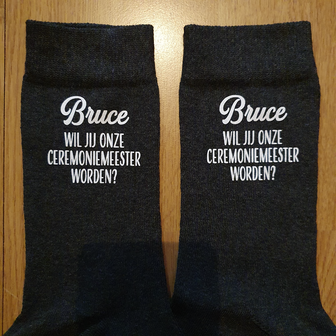 Bruce
WIL JIJ ONZE
CEREMONIEMEESTER
WORDEN?
Bruce
WIL JIJ ONZE
CEREMONIEMEESTER
WORDEN?